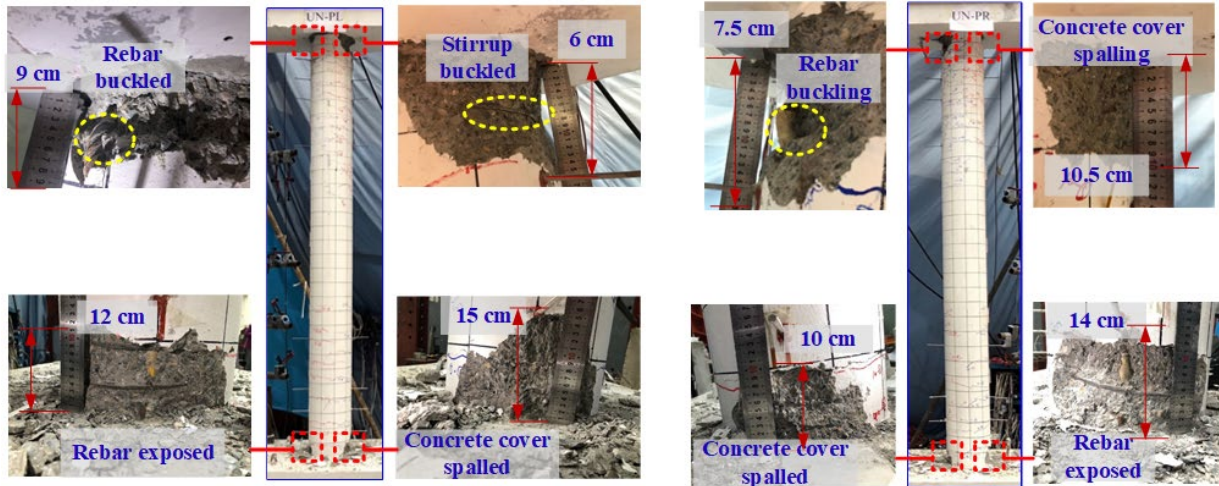 9 cm
Rebar
buckled
UN-PL
Stirrup
buckled
6 cm
12 cm
Rebar exposed
15 cm
Concrete cover
spalled
7.5 cm
Rebar
buckling
UN-PR
Concrete cover
spalling
10.5 cm
10 cm
Concrete cover
spalled
14 cm
Rebar
exposed